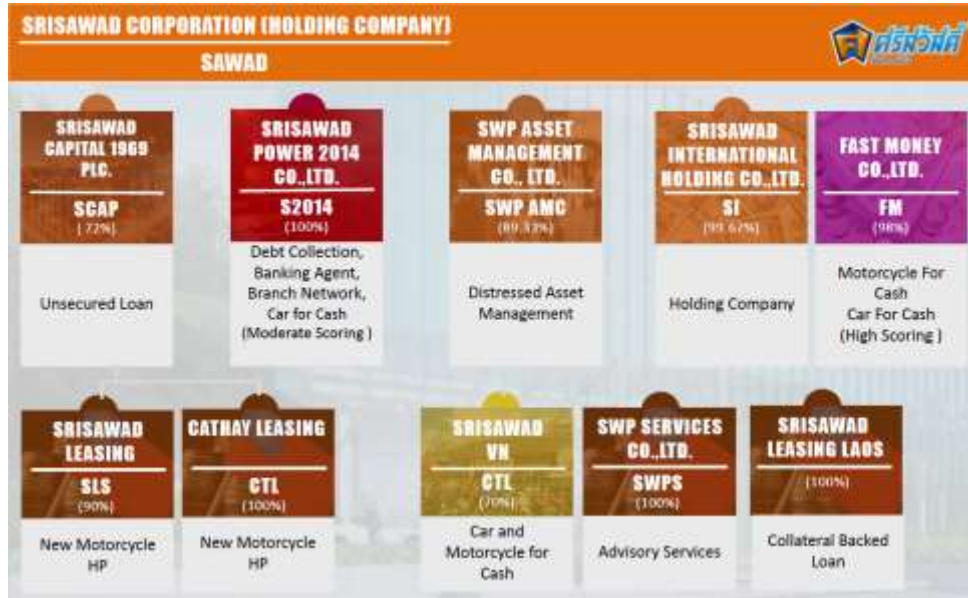 SRISAWAD CORPORATION (HOLDING COMPANY)
SAWAD
ศรีสวัสดิ์
SRISAWAD
CAPITAL 1969
PLC.
SCAP
(72%)
Unsecured Loan
SRISAWAD
POWER 2014
CO.,LTD.
S2014
(100%)
Debt Collection,
Banking Agent,
Branch Network,
Car for Cash
(Moderate Scoring )
SWP ASSET
MANAGEMENT
CO., LTD.
SWP AMC
Distressed Asset
Management
SRISAWAD
INTERNATIONAL
HOLDING CO.,LTD.
SI
(99.67%)
Holding Company
FAST MONEY
CO.,LTD.
FM
(98%)
Motorcycle For
Cash
Car For Cash
(High Scoring )
SRISAWAD
LEASING
SLS
(90%)
New Motorcycle
HP
CATHAY LEASING
CTL
(100%)
New Motorcycle
HP
SRISAWAD
VN
CTL
(70%)
Car and
Motorcycle for
Cash
SWP SERVICES
CO.,LTD.
SWPS
(100%)
Advisory Services
SRISAWAD
LEASING LAOS
(100%)
Collateral Backed
Loan